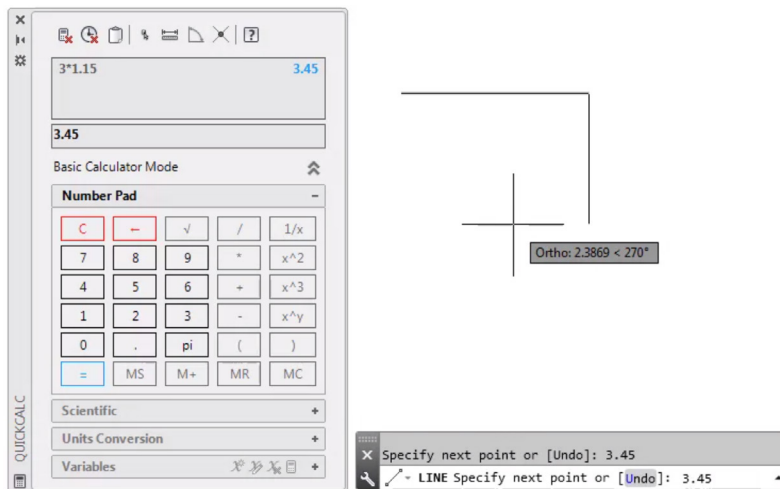 3*1.15 3.45
3.45
Basic Calculator Mode
Number Pad −
C ← √ / 1/x
7 8 9 * x^2
4 5 6 + x^3
1 2 3 - x^y
0 . pi ( )
= MS M+ MR MC
Scientific +
Units Conversion +
Variables +
QUICKCALC
Ortho: 2.3869 < 270°
Specify next point or [Undo]: 3.45
LINE Specify next point or [Undo]: 3.45